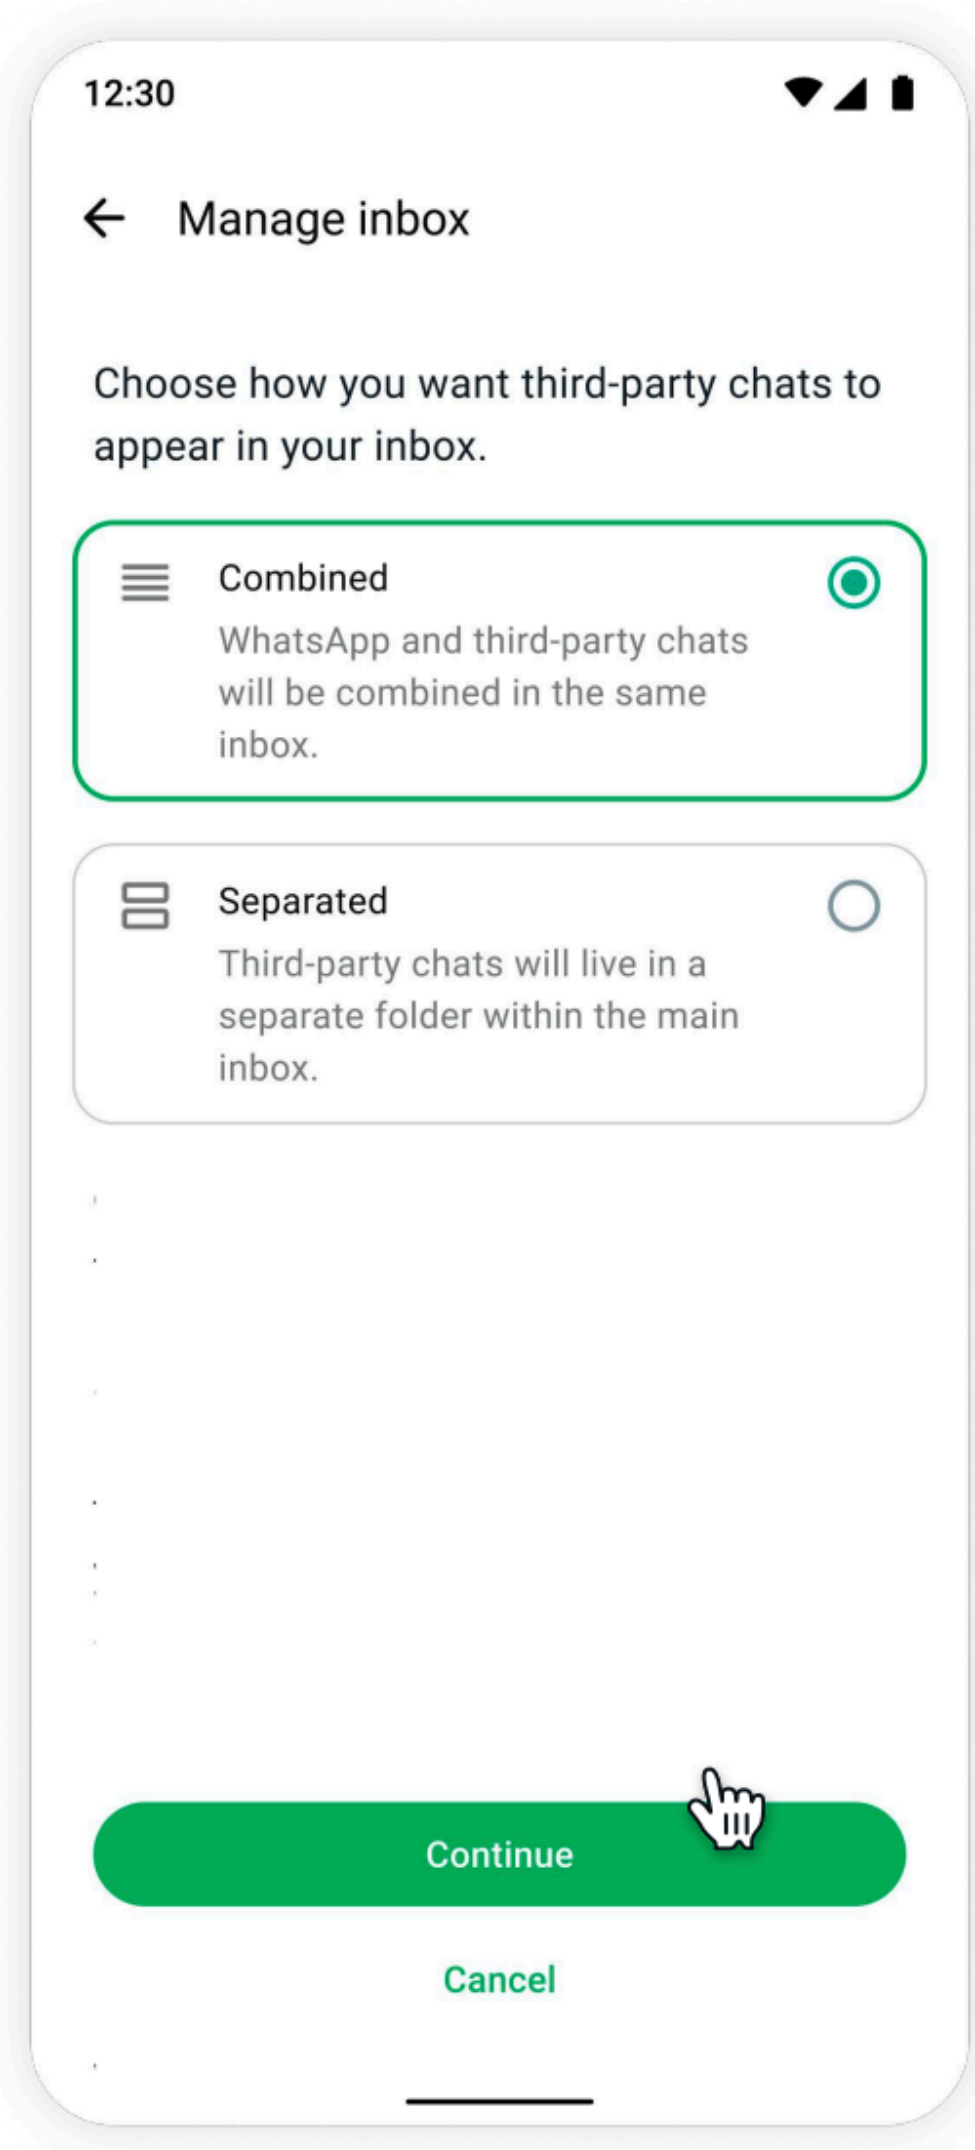 12:30
Manage inbox
Choose how you want third-party chats to
appear in your inbox.
Combined
WhatsApp and third-party chats
will be combined in the same
inbox.
Separated
Third-party chats will live in a
separate folder within the main
inbox.
Continue
Cancel